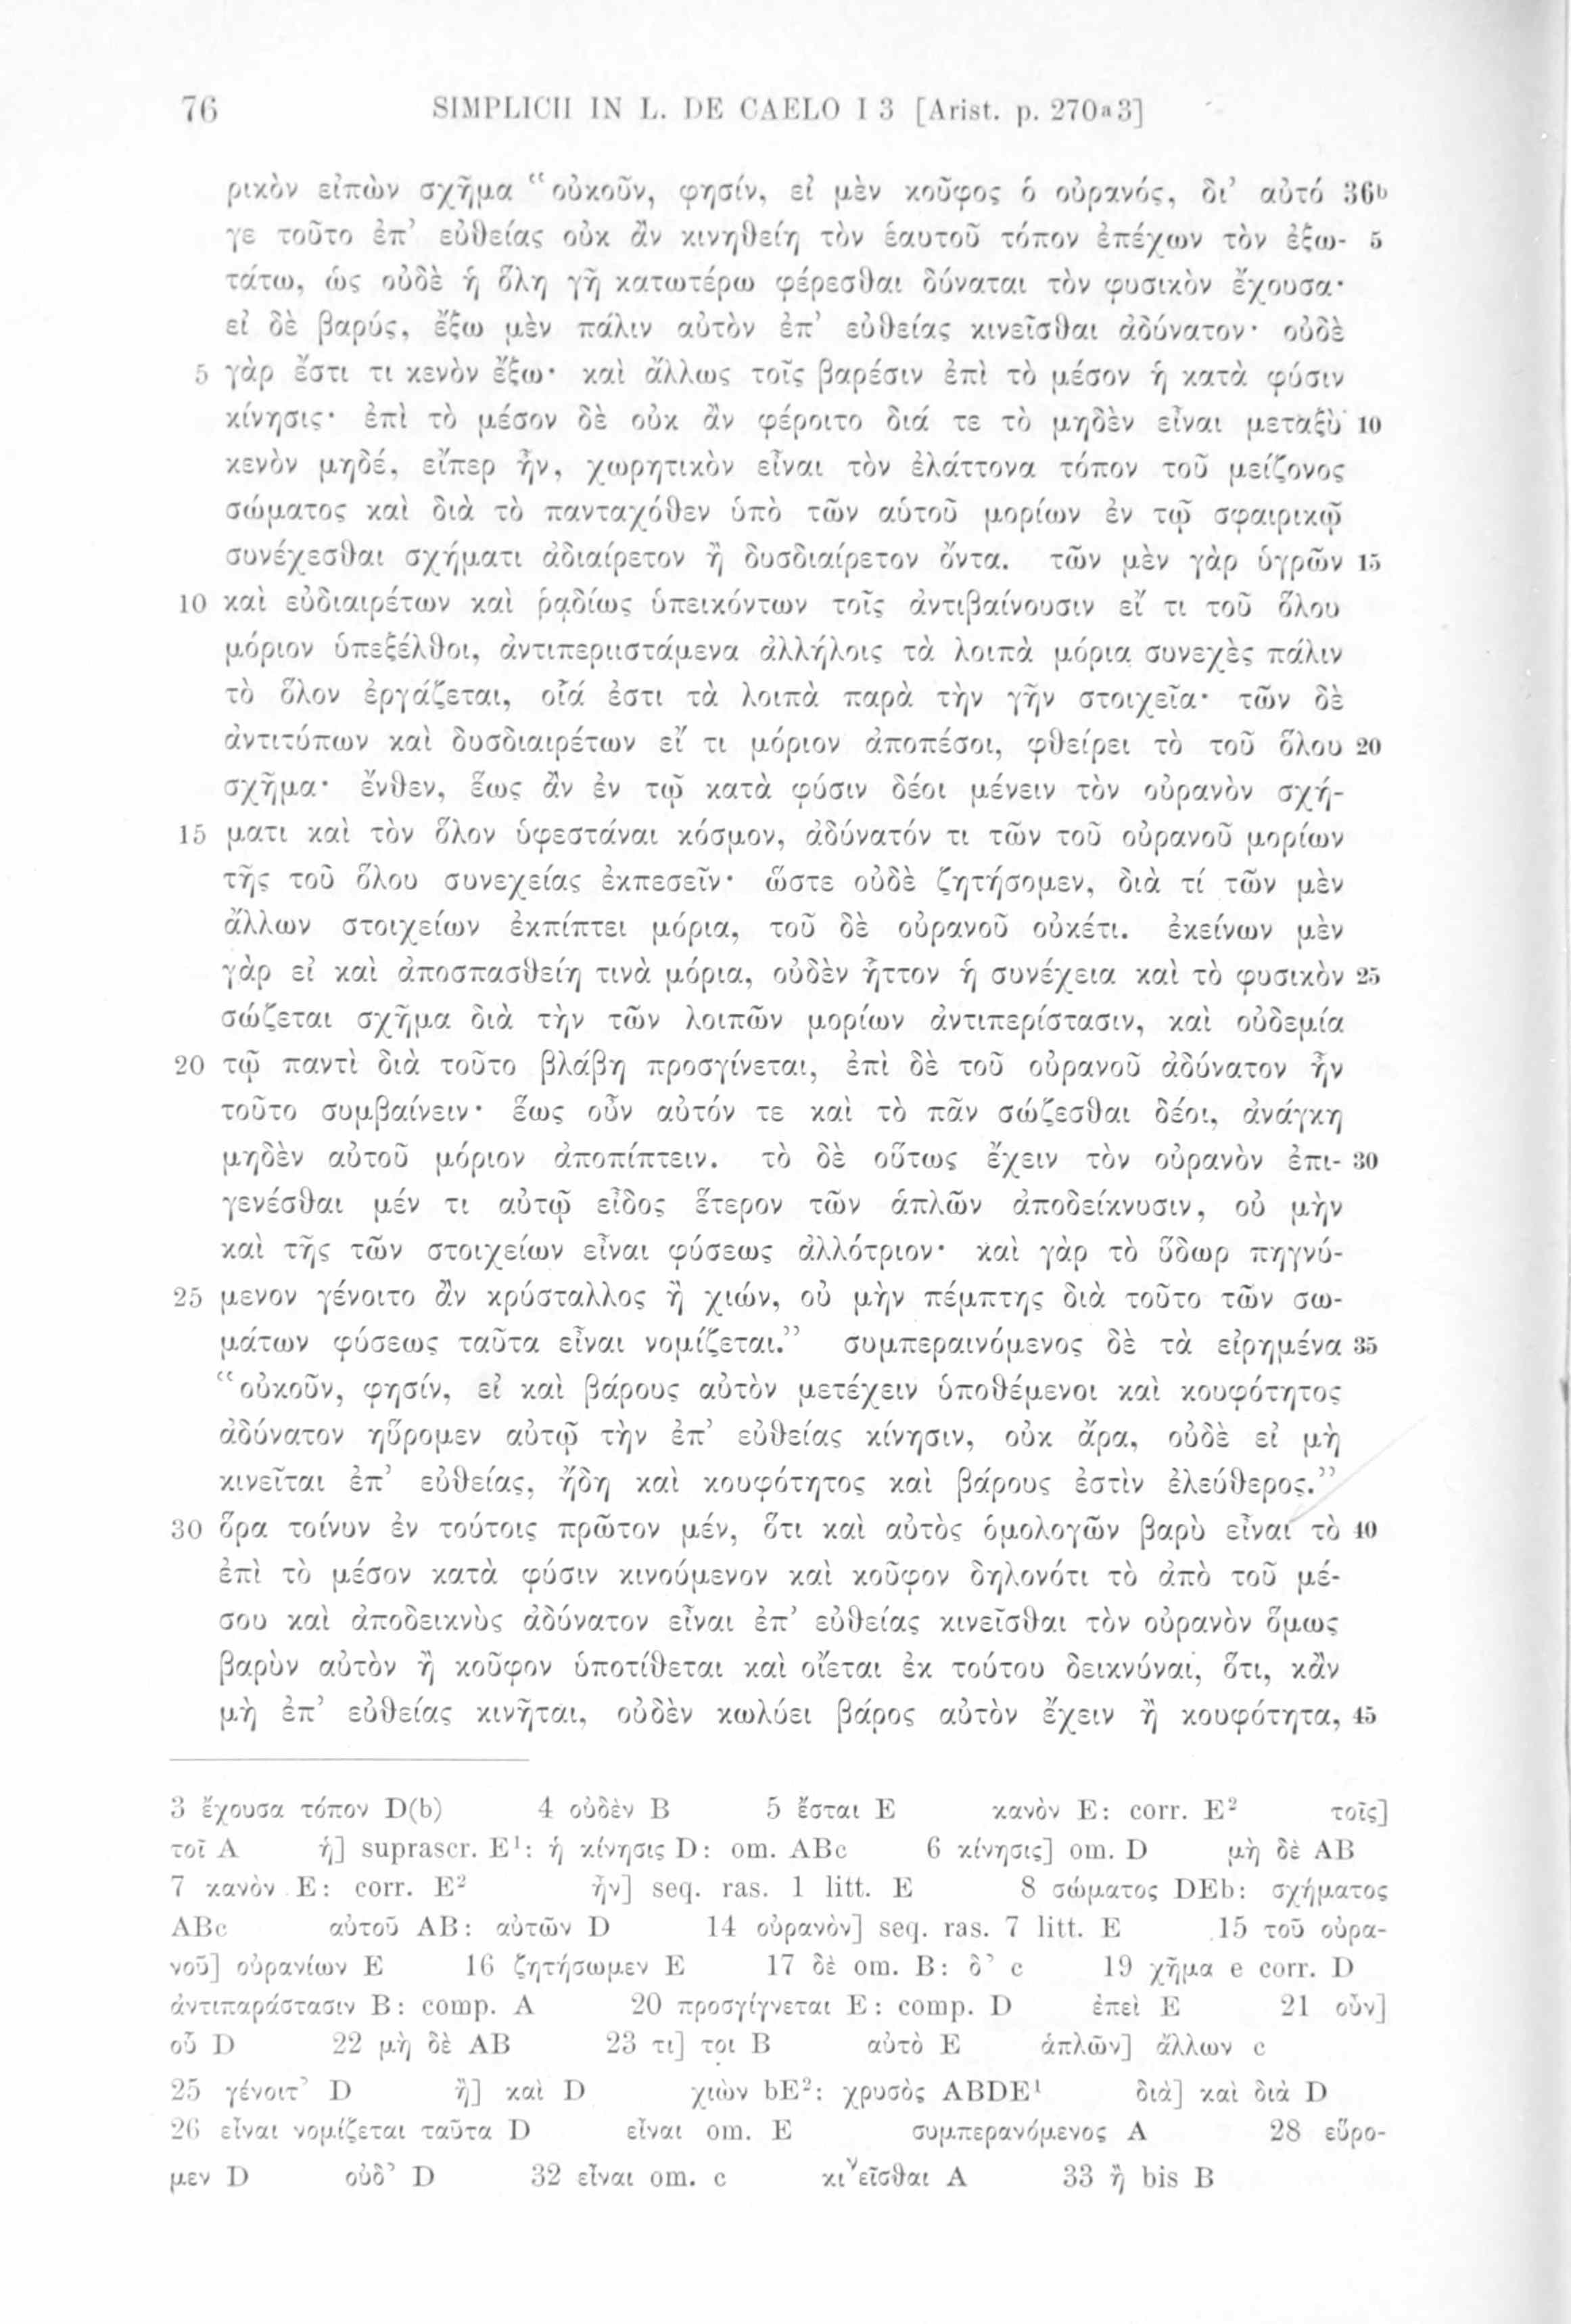 76 SIMPLICII IN L. DE CAELO I 3 [Arist. p. 270a3]
ρικὸν εἰπὼν σχῆμα “οὐκοῦν, φησίν, εἰ μὲν κοῦφος ὁ οὐρανός, δι’ αὐτό 36b
γε τοῦτο ἐπ’ εὐθείας οὐκ ἂν κινηθείη τὸν ἑαυτοῦ τόπον ἐπέχων τὸν ἐξω- 5
τάτω, ὡς οὐδὲ ἡ ὅλη γῆ κατωτέρω φέρεσθαι δύναται τὸν φυσικὸν ἔχουσα·
εἰ δὲ βαρύς, ἔξω μὲν πάλιν αὐτὸν ἐπ’ εὐθείας κινεῖσθαι ἀδύνατον· οὐδὲ
5 γὰρ ἔστι τι κενὸν ἔξω· καὶ ἄλλως τοῖς βαρέσιν ἐπὶ τὸ μέσον ἡ κατὰ φύσιν
κίνησις· ἐπὶ τὸ μέσον δὲ οὐκ ἂν φέροιτο διά τε τὸ μηδὲν εἶναι μεταξὺ 10
κενὸν μηδέ, εἴπερ ἦν, χωρητικὸν εἶναι τὸν ἐλάττονα τόπον τοῦ μείζονος
σώματος καὶ διὰ τὸ πανταχόθεν ὑπὸ τῶν αὑτοῦ μορίων ἐν τῷ σφαιρικῷ
συνέχεσθαι σχήματι ἀδιαίρετον ἢ δυσδιαίρετον ὄντα. τῶν μὲν γὰρ ὑγρῶν 15
10 καὶ εὐδιαιρέτων καὶ ῥᾳδίως ὑπεικόντων τοῖς ἀντιβαίνουσιν εἴ τι τοῦ ὅλου
μόριον ὑπεξέλθοι, ἀντιπεριιστάμενα ἀλλήλοις τὰ λοιπὰ μόρια συνεχὲς πάλιν
τὸ ὅλον ἐργάζεται, οἷά ἐστι τὰ λοιπὰ παρὰ τὴν γῆν στοιχεῖα· τῶν δὲ
ἀντιτύπων καὶ δυσδιαιρέτων εἴ τι μόριον ἀποπέσοι, φθείρει τὸ τοῦ ὅλου 20
σχῆμα· ἔνθεν, ἕως ἂν ἐν τῷ κατὰ φύσιν δέοι μένειν τὸν οὐρανὸν σχή-
15 ματι καὶ τὸν ὅλον ὑφεστάναι κόσμον, ἀδύνατόν τι τῶν τοῦ οὐρανοῦ μορίων
τῆς τοῦ ὅλου συνεχείας ἐκπεσεῖν· ὥστε οὐδὲ ζητήσομεν, διὰ τί τῶν μὲν
ἄλλων στοιχείων ἐκπίπτει μόρια, τοῦ δὲ οὐρανοῦ οὐκέτι. ἐκείνων μὲν
γὰρ εἰ καὶ ἀποσπασθείη τινὰ μόρια, οὐδὲν ἧττον ἡ συνέχεια καὶ τὸ φυσικὸν 25
σώζεται σχῆμα διὰ τὴν τῶν λοιπῶν μορίων ἀντιπερίστασιν, καὶ οὐδεμία
20 τῷ παντὶ διὰ τοῦτο βλάβη προσγίνεται, ἐπὶ δὲ τοῦ οὐρανοῦ ἀδύνατον ἦν
τοῦτο συμβαίνειν· ἕως οὖν αὐτόν τε καὶ τὸ πᾶν σώζεσθαι δέοι, ἀνάγκη
μηδὲν αὐτοῦ μόριον ἀποπίπτειν. τὸ δὲ οὕτως ἔχειν τὸν οὐρανὸν ἐπι- 30
γενέσθαι μέν τι αὐτῷ εἶδος ἕτερον τῶν ἁπλῶν ἀποδείκνυσιν, οὐ μὴν
καὶ τῆς τῶν στοιχείων εἶναι φύσεως ἀλλότριον· καὶ γὰρ τὸ ὕδωρ πηγνύ-
25 μενον γένοιτο ἂν κρύσταλλος ἢ χιών, οὐ μὴν πέμπτης διὰ τοῦτο τῶν σω-
μάτων φύσεως ταῦτα εἶναι νομίζεται.” συμπεραινόμενος δὲ τὰ εἰρημένα 35
“οὐκοῦν, φησίν, εἰ καὶ βάρους αὐτὸν μετέχειν ὑποθέμενοι καὶ κουφότητος
ἀδύνατον ηὕρομεν αὐτῷ τὴν ἐπ’ εὐθείας κίνησιν, οὐκ ἄρα, οὐδὲ εἰ μὴ
κινεῖται ἐπ’ εὐθείας, ἤδη καὶ κουφότητος καὶ βάρους ἐστὶν ἐλεύθερος.”
30 ὅρα τοίνυν ἐν τούτοις πρῶτον μέν, ὅτι καὶ αὐτὸς ὁμολογῶν βαρὺ εἶναι τὸ 40
ἐπὶ τὸ μέσον κατὰ φύσιν κινούμενον καὶ κοῦφον δηλονότι τὸ ἀπὸ τοῦ μέ-
σου καὶ ἀποδεικνὺς ἀδύνατον εἶναι ἐπ’ εὐθείας κινεῖσθαι τὸν οὐρανὸν ὅμως
βαρὺν αὐτὸν ἢ κοῦφον ὑποτίθεται καὶ οἴεται ἐκ τούτου δεικνύναι, ὅτι, κἂν
μὴ ἐπ’ εὐθείας κινῆται, οὐδὲν κωλύει βάρος αὐτὸν ἔχειν ἢ κουφότητα, 45
3 ἔχουσα τόπον D(b) 4 οὐδὲν B 5 ἔσται E κανὸν E: corr. E² τοῖς]
τοῖ A ἡ] suprascr. E¹: ἡ κίνησις D: om. ABc 6 κίνησις] om. D μὴ δὲ AB
7 κανὸν E: corr. E² ἦν] seq. ras. 1 litt. E 8 σώματος DEb: σχήματος
ABc αὐτοῦ AB: αὐτῶν D 14 οὐρανὸν] seq. ras. 7 litt. E 15 τοῦ οὐρα-
νοῦ] οὐρανίων E 16 ζητήσωμεν E 17 δὲ om. B: δ’ c 19 χῆμα e corr. D
ἀντιπαράστασιν B: comp. A 20 προσγίγνεται E: comp. D ἐπεὶ E 21 οὖν]
οὗ D 22 μὴ δὲ AB 23 τι] τοι B αὐτὸ E ἁπλῶν] ἄλλων c
25 γένοιτ’ D ἢ] καὶ D χιὼν bE²: χρυσὸς ABDE¹ διὰ] καὶ διὰ D
26 εἶναι νομίζεται ταῦτα D εἶναι om. E συμπερανόμενος A 28 εὕρο-
μεν D οὐδ’ D 32 εἶναι om. c κινεῖσθαι A 33 ἢ bis B